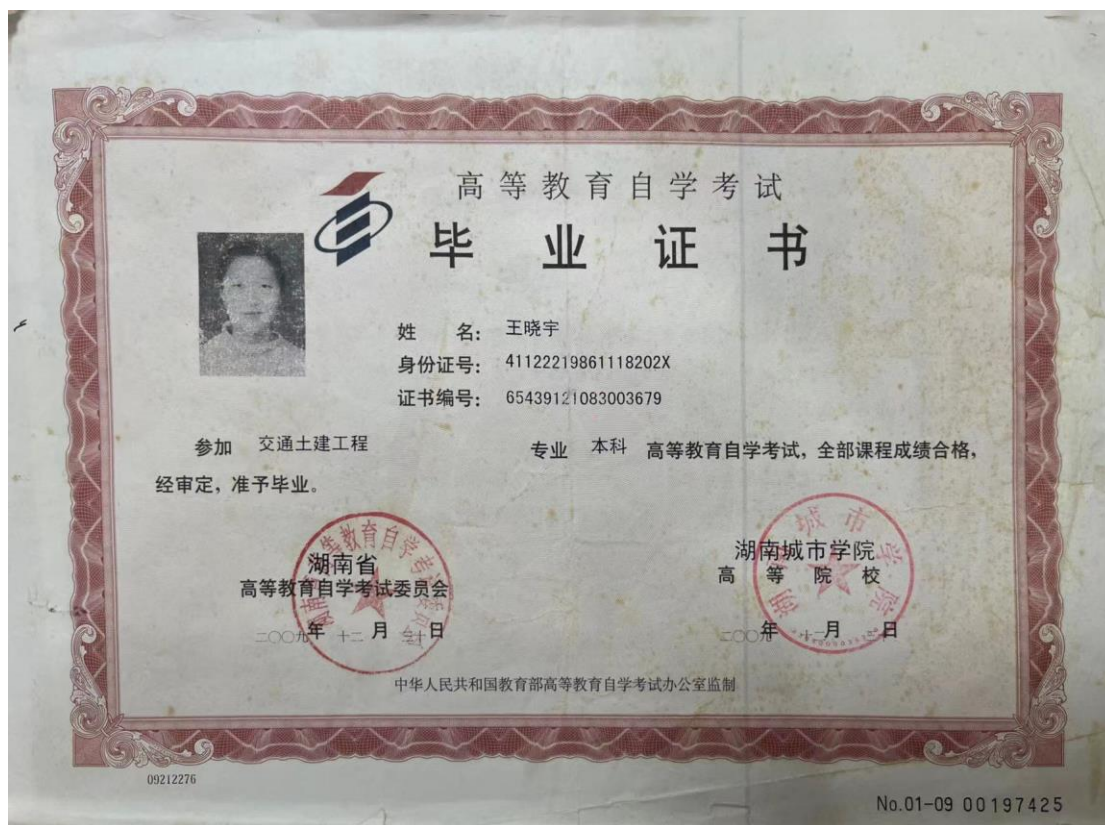 高等教育自学考试
毕业证书
姓 名: 王晓宇
身份证号: 41122219861118202X
证书编号: 65439121083003679
参加 交通土建工程 专业 本科 高等教育自学考试, 全部课程成绩合格,
经审定, 准予毕业。
湖南省 湖南城市学院
高等教育自学考试委员会 高等院校
二〇〇九年 十二月 日 二〇〇九年 十二月 日
中华人民共和国教育部高等教育自学考试办公室监制
09212276
No.01-09 00197425